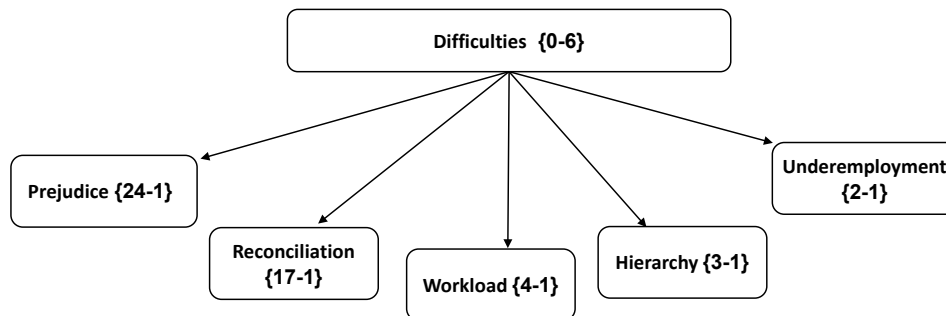 Difficulties {0-6}
Prejudice {24-1}
Reconciliation
{17-1}
Workload {4-1}
Hierarchy {3-1}
Underemployment
{2-1}